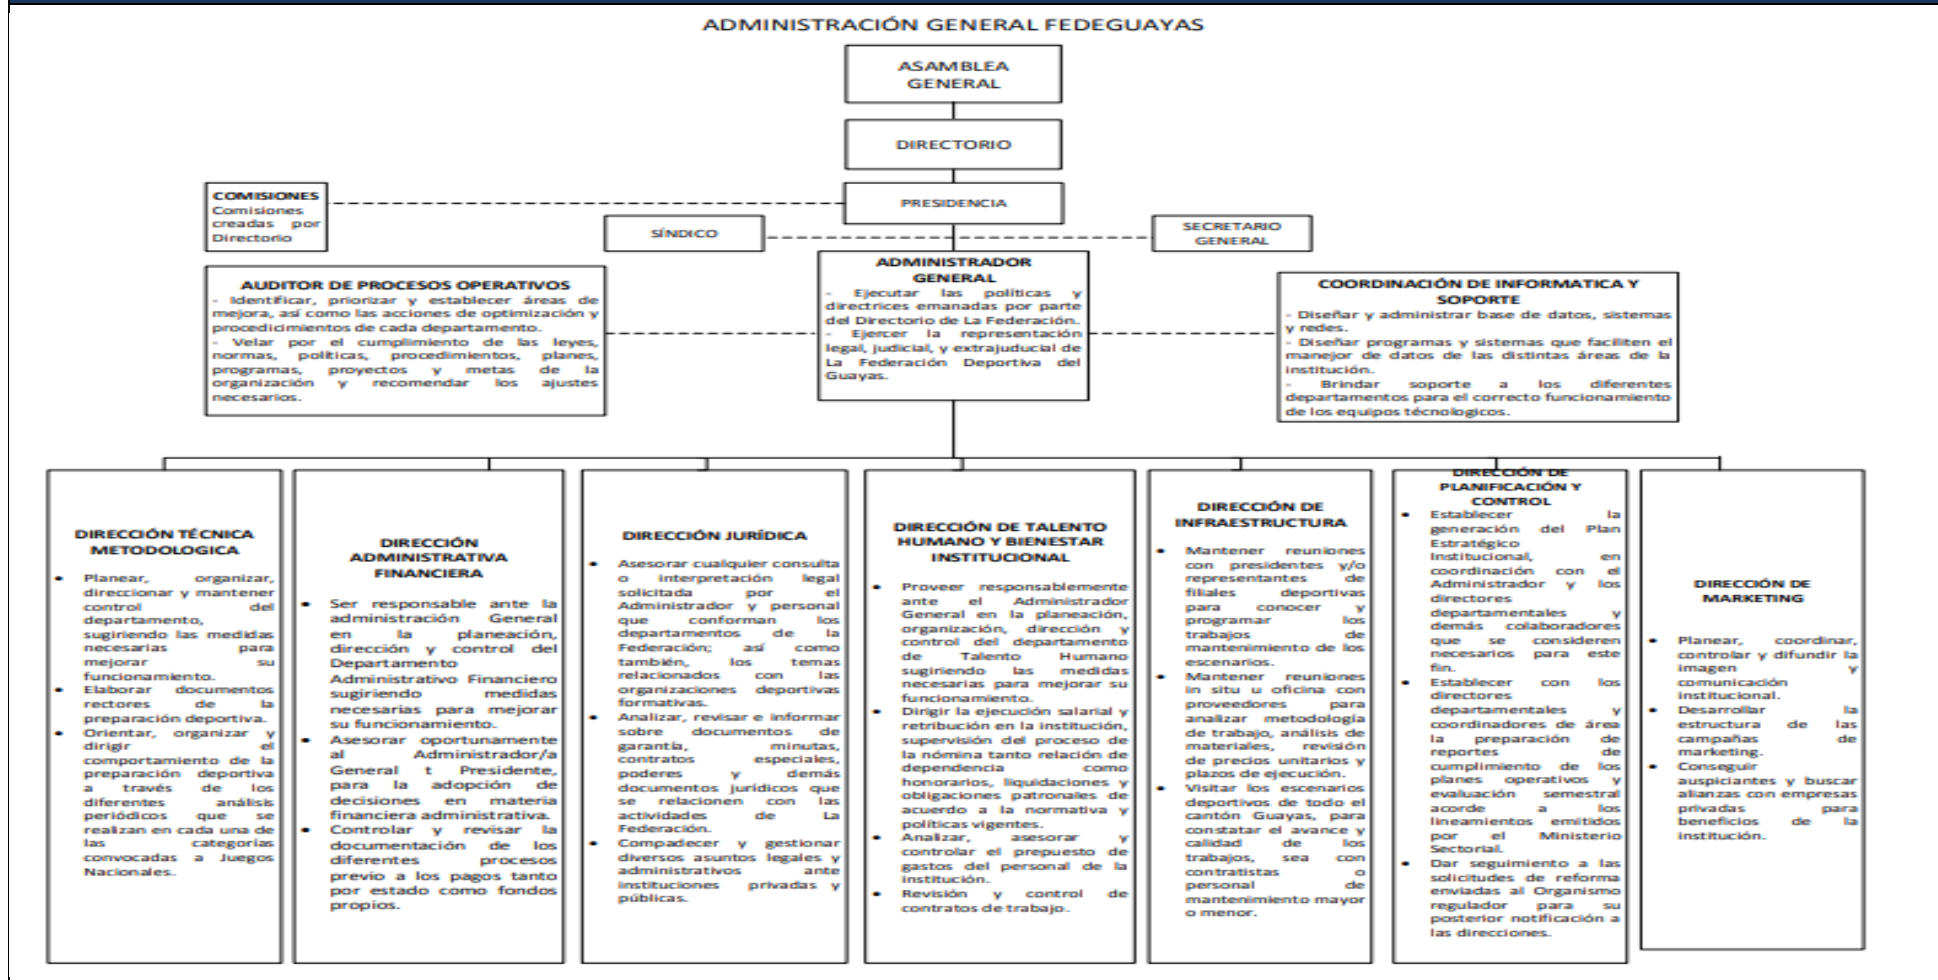 ADMINISTRACIÓN GENERAL FEDEGUAYAS
ASAMBLEA
GENERAL
DIRECTORIO
PRESIDENCIA
COMISIONES
Comisiones
creadas por
Directorio
SÍNDICO
SECRETARIO
GENERAL
AUDITOR DE PROCESOS OPERATIVOS
- Identificar, priorizar y establecer áreas de
mejora, así como las acciones de optimización y
procedicimientos de cada departamento.
- Velar por el cumplimiento de las leyes,
normas, políticas, procedimientos, planes,
programas, proyectos y metas de la
organización y recomendar los ajustes
necesarios.
ADMINISTRADOR
GENERAL
- Ejecutar las políticas y
directrices emanadas por parte
del Directorio de La Federación.
- Ejercer la representación
legal, judicial, y extrajuducial de
La Federación Deportiva del
Guayas.
COORDINACIÓN DE INFORMATICA Y
SOPORTE
- Diseñar y administrar base de datos, sistemas
y redes.
- Diseñar programas y sistemas que faciliten el
manejor de datos de las distintas áreas de la
institución.
- Brindar soporte a los diferentes
departamentos para el correcto funcionamiento
de los equipos técnologicos.
DIRECCIÓN TÉCNICA
METODOLOGICA
• Planear, organizar,
direccionar y mantener
control del
departamento,
sugiriendo las medidas
necesarias para
mejorar su
funcionamiento.
• Elaborar documentos
rectores de la
preparación deportiva.
• Orientar, organizar y
dirigir el
comportamiento de la
preparación deportiva
a través de los
diferentes análisis
periódicos que se
realizan en cada una de
las categorías
convocadas a Juegos
Nacionales.
DIRECCIÓN
ADMINISTRATIVA
FINANCIERA
• Ser responsable ante la
administración General
en la planeación,
dirección y control del
Departamento
Administrativo Financiero
sugiriendo medidas
necesarias para mejorar
su funcionamiento.
• Asesorar oportunamente
al Administrador/a
General t Presidente,
para la adopción de
decisiones en materia
financiera administrativa.
• Controlar y revisar la
documentación de los
diferentes procesos
previo a los pagos tanto
por estado como fondos
propios.
DIRECCIÓN JURÍDICA
• Asesorar cualquier consulta
o interpretación legal
solicitada por el
Administrador y personal
que conforman los
departamentos de la
Federación; así como
también, los temas
relacionados con las
organizaciones deportivas
formativas.
• Analizar, revisar e informar
sobre documentos de
garantía, minutas,
contratos especiales,
poderes y demás
documentos jurídicos que
se relacionen con las
actividades de La
Federación.
• Compadecer y gestionar
diversos asuntos legales y
administrativos ante
instituciones privadas y
públicas.
DIRECCIÓN DE TALENTO
HUMANO Y BIENESTAR
INSTITUCIONAL
• Proveer responsablemente
ante el Administrador
General en la planeación,
organización, dirección y
control del departamento
de Talento Humano
sugiriendo las medidas
necesarias para mejorar su
funcionamiento.
• Dirigir la ejecución salarial y
retribución en la institución,
supervisión del proceso de
la nómina tanto relación de
dependencia como
honorarios, liquidaciones y
obligaciones patronales de
acuerdo a la normativa y
políticas vigentes.
• Analizar, asesorar y
controlar el prepuesto de
gastos del personal de la
institución.
• Revisión y control de
contratos de trabajo.
DIRECCIÓN DE
INFRAESTRUCTURA
• Mantener reuniones
con presidentes y/o
representantes de
filiales deportivas
para conocer y
programar los
trabajos de
mantenimiento de los
escenarios.
• Mantener reuniones
in situ u oficina con
proveedores para
analizar metodología
de trabajo, análisis de
materiales, revisión
de precios unitarios y
plazos de ejecución.
• Visitar los escenarios
deportivos de todo el
cantón Guayas, para
constatar el avance y
calidad de los
trabajos, sea con
contratistas o
personal de
mantenimiento mayor
o menor.
DIRECCIÓN DE
PLANIFICACIÓN Y
CONTROL
• Establecer la
generación del Plan
Estratégico
Institucional, en
coordinación con el
Administrador y los
directores
departamentales y
demás colaboradores
que se consideren
necesarios para este
fin.
• Establecer con los
directores
departamentales y
coordinadores de área
la preparación de
reportes de
cumplimiento de los
planes operativos y
evaluación semestral
acorde a los
lineamientos emitidos
por el Ministerio
Sectorial.
• Dar seguimiento a las
solicitudes de reforma
enviadas al Organismo
regulador para su
posterior notificación a
las direcciones.
DIRECCIÓN DE
MARKETING
• Planear, coordinar,
controlar y difundir la
imagen y
comunicación
institucional.
• Desarrollar la
estructura de las
campañas de
marketing.
• Conseguir
auspiciantes y buscar
alianzas con empresas
privadas para
beneficios de la
institución.